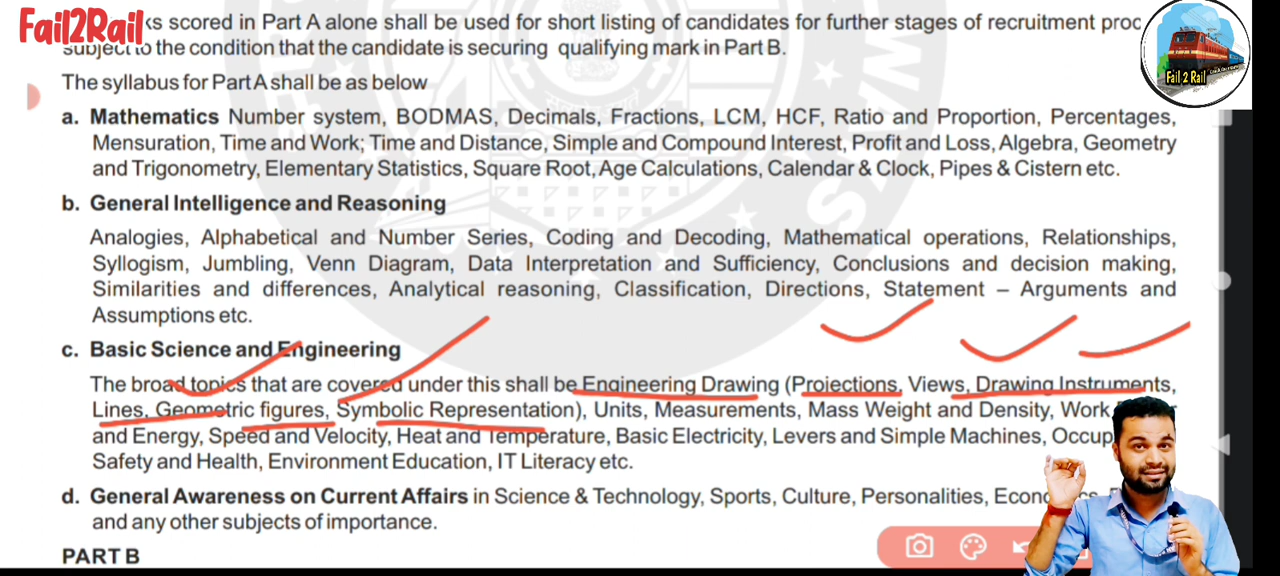 Fail2Rail
ks scored in Part A alone shall be used for short listing of candidates for further stages of recruitment proc
subject to the condition that the candidate is securing qualifying mark in Part B.
Fail 2 Rail
The syllabus for Part A shall be as below
a. Mathematics Number system, BODMAS, Decimals, Fractions, LCM, HCF, Ratio and Proportion, Percentages,
Mensuration, Time and Work; Time and Distance, Simple and Compound Interest, Profit and Loss, Algebra, Geometry
and Trigonometry, Elementary Statistics, Square Root, Age Calculations, Calendar & Clock, Pipes & Cistern etc.
b. General Intelligence and Reasoning
Analogies, Alphabetical and Number Series, Coding and Decoding, Mathematical operations, Relationships,
Syllogism, Jumbling, Venn Diagram, Data Interpretation and Sufficiency, Conclusions and decision making,
Similarities and differences, Analytical reasoning, Classification, Directions, Statement – Arguments and
Assumptions etc.
c. Basic Science and Engineering
The broad topics that are covered under this shall be Engineering Drawing (Projections, Views, Drawing Instruments,
Lines, Geometric figures, Symbolic Representation), Units, Measurements, Mass Weight and Density, Work
and Energy, Speed and Velocity, Heat and Temperature, Basic Electricity, Levers and Simple Machines, Occup
Safety and Health, Environment Education, IT Literacy etc.
d. General Awareness on Current Affairs in Science & Technology, Sports, Culture, Personalities,
and any other subjects of importance.
PART B